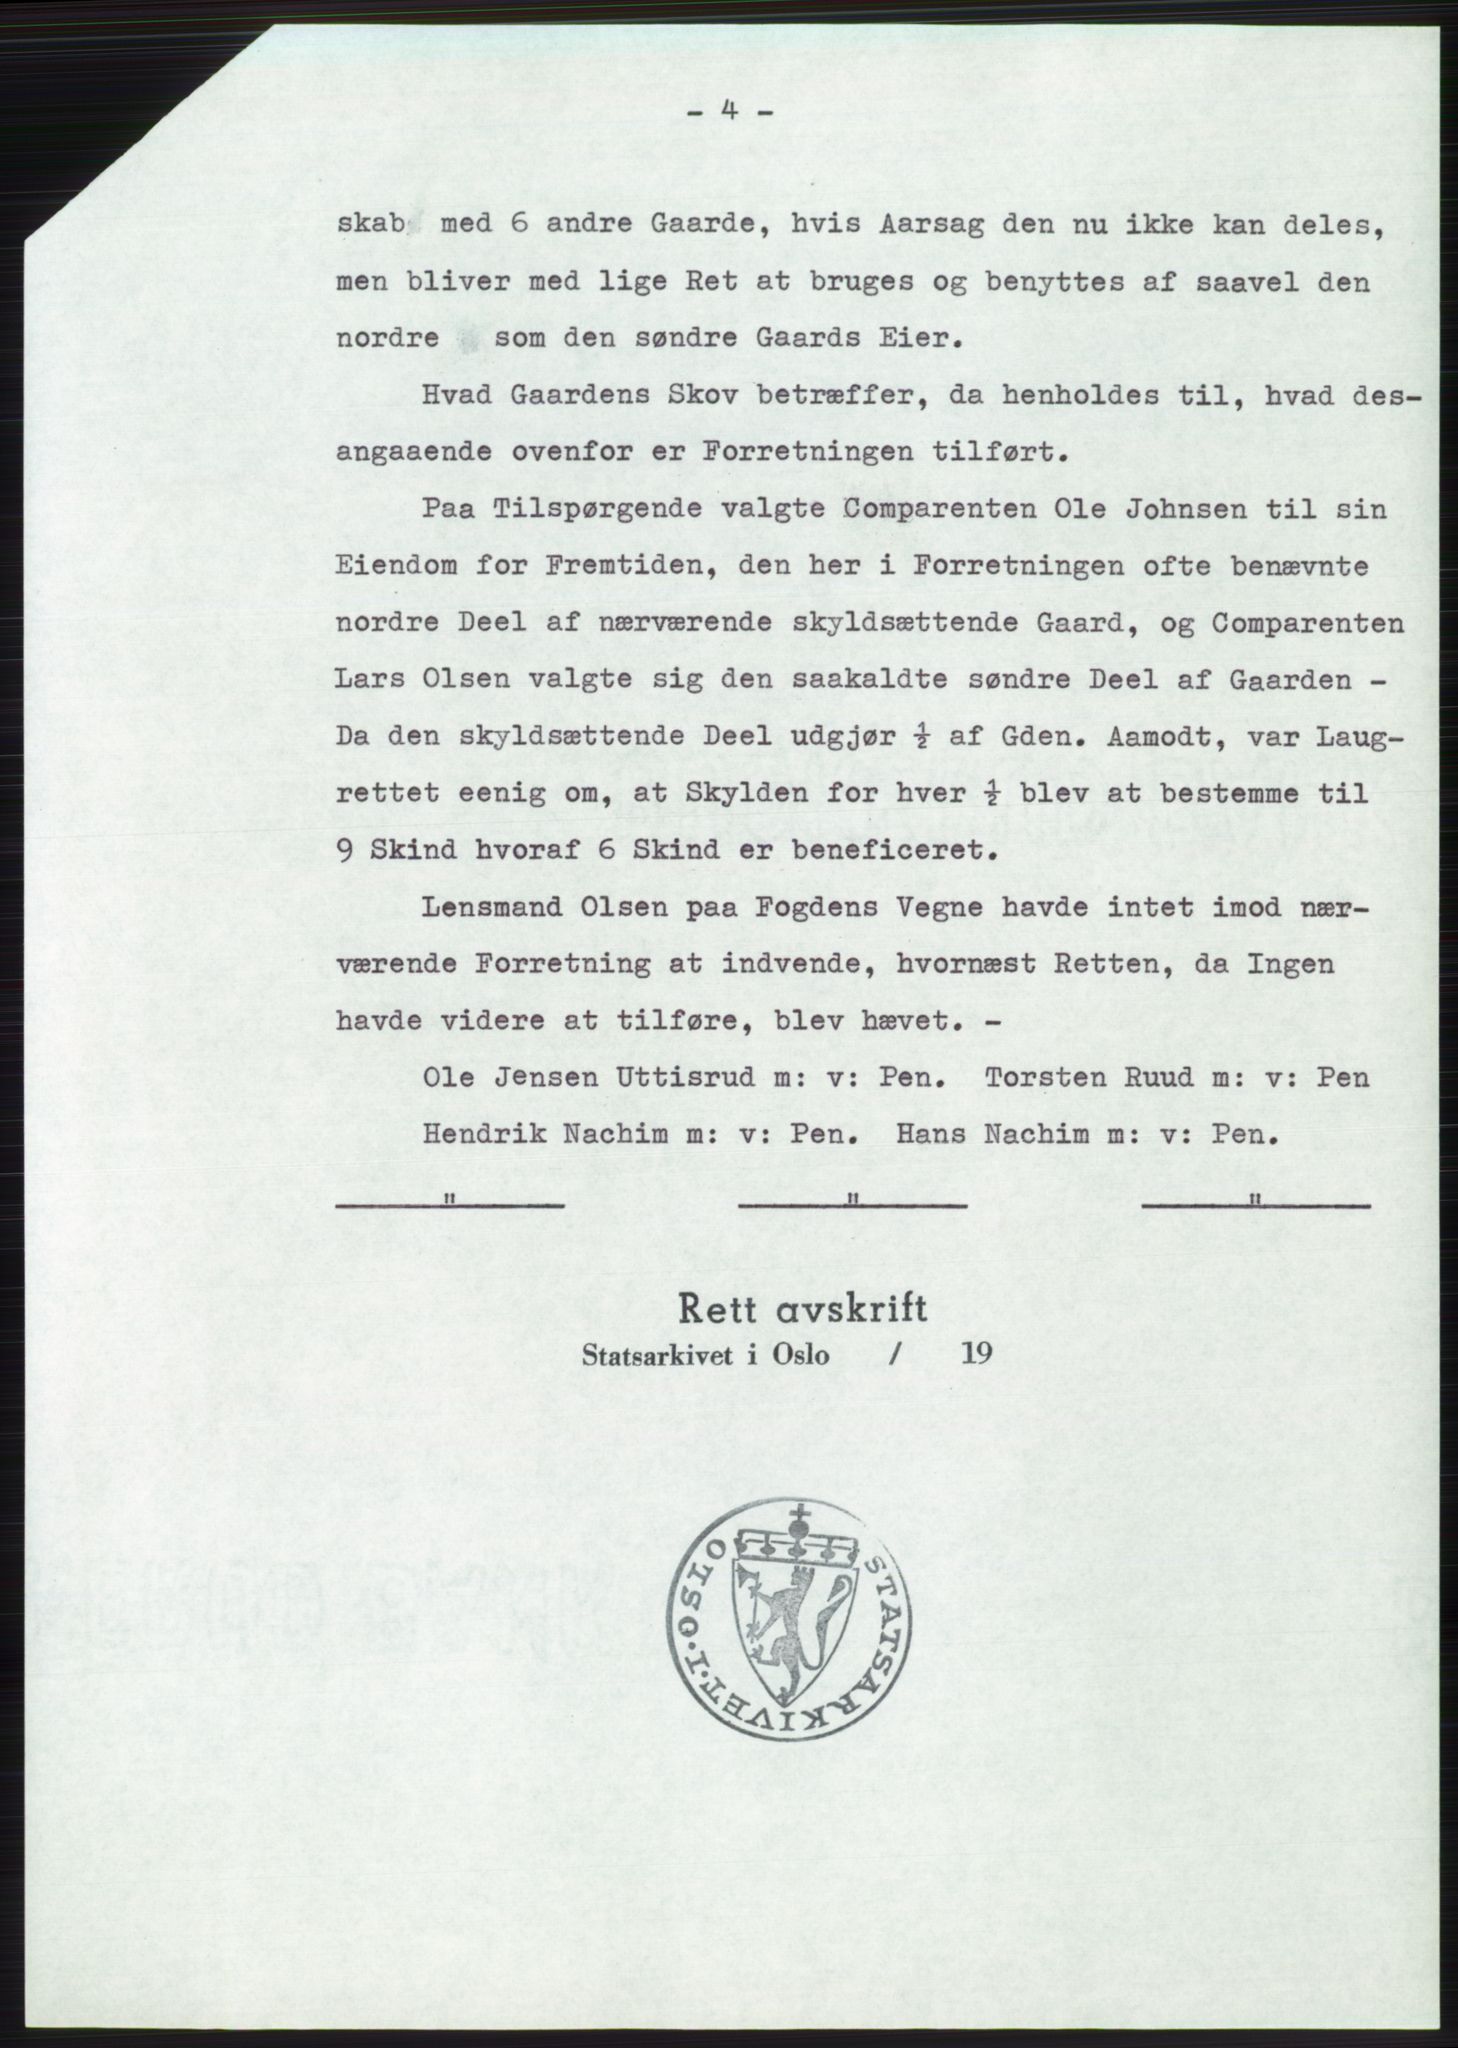 - 4 -
skab med 6 andre Gaarde, hvis Aarsag den nu ikke kan deles,
men bliver med lige Ret at bruges og benyttes af saavel den
nordre som den søndre Gaards Eier.
Hvad Gaardens Skov betræffer, da henholdes til, hvad des-
angaaende ovenfor er Forretningen tilført.
Paa Tilspørgende valgte Comparenten Ole Johnsen til sin
Eiendom for Fremtiden, den her i Forretningen ofte benævnte
nordre Deel af nærværende skyldsættende Gaard, og Comparenten
Lars Olsen valgte sig den saakaldte søndre Deel af Gaarden -
Da den skyldsættende Deel udgjør ½ af Gden. Aamodt, var Laug-
rettet eenig om, at Skylden for hver ½ blev at bestemme til
9 Skind hvoraf 6 Skind er beneficeret.
Lensmand Olsen paa Fogdens Vegne havde intet imod nær-
værende Forretning at indvende, hvornæst Retten, da Ingen
havde videre at tilføre, blev hævet. -
Ole Jensen Uttisrud m: v: Pen. Torsten Ruud m: v: Pen
Hendrik Nachim m: v: Pen. Hans Nachim m: v: Pen.
" " "
Rett avskrift
Statsarkivet i Oslo / 19
STATSARKIVET·I·OSLO